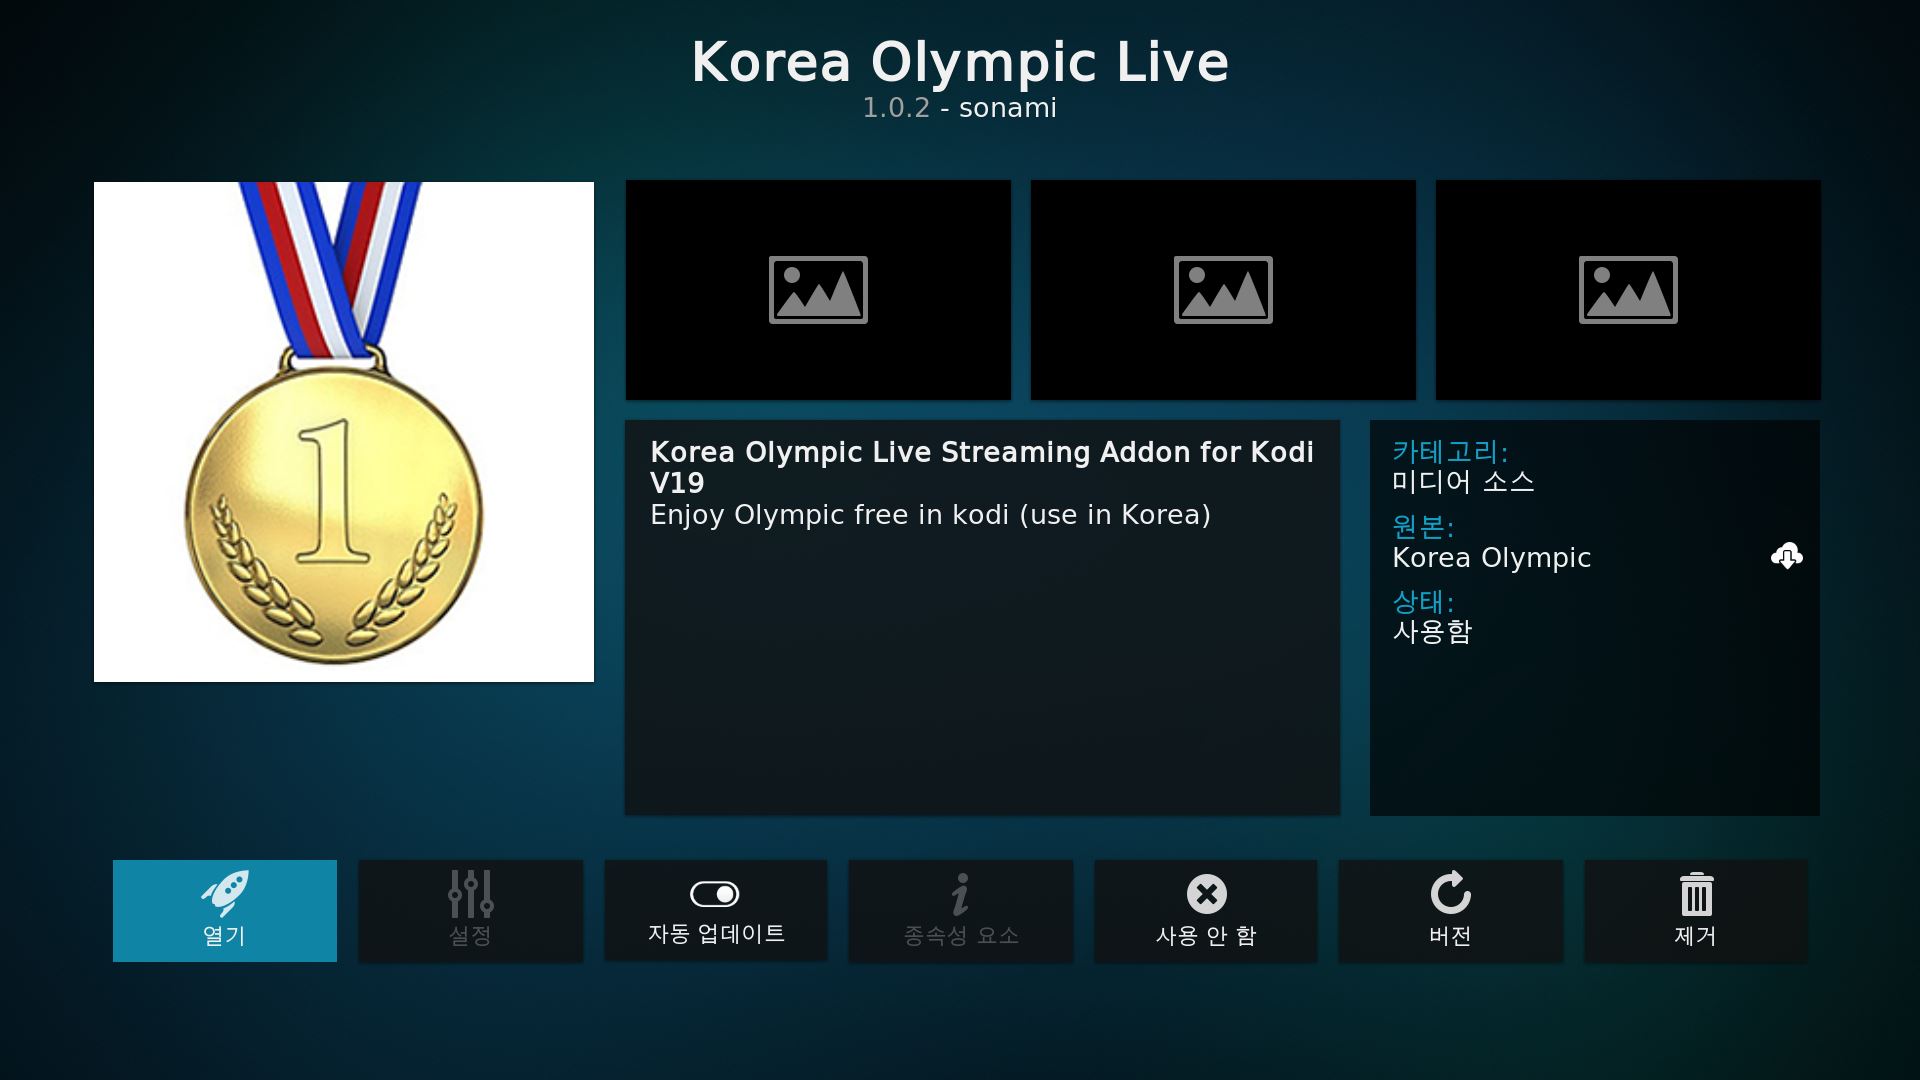 Korea Olympic Live
1.0.2 - sonami
1
Korea Olympic Live Streaming Addon for Kodi
V19
Enjoy Olympic free in kodi (use in Korea)
카테고리:
미디어 소스
원본:
Korea Olympic
상태:
사용함
열기
설정
자동 업데이트
종속성 요소
사용 안 함
버전
제거